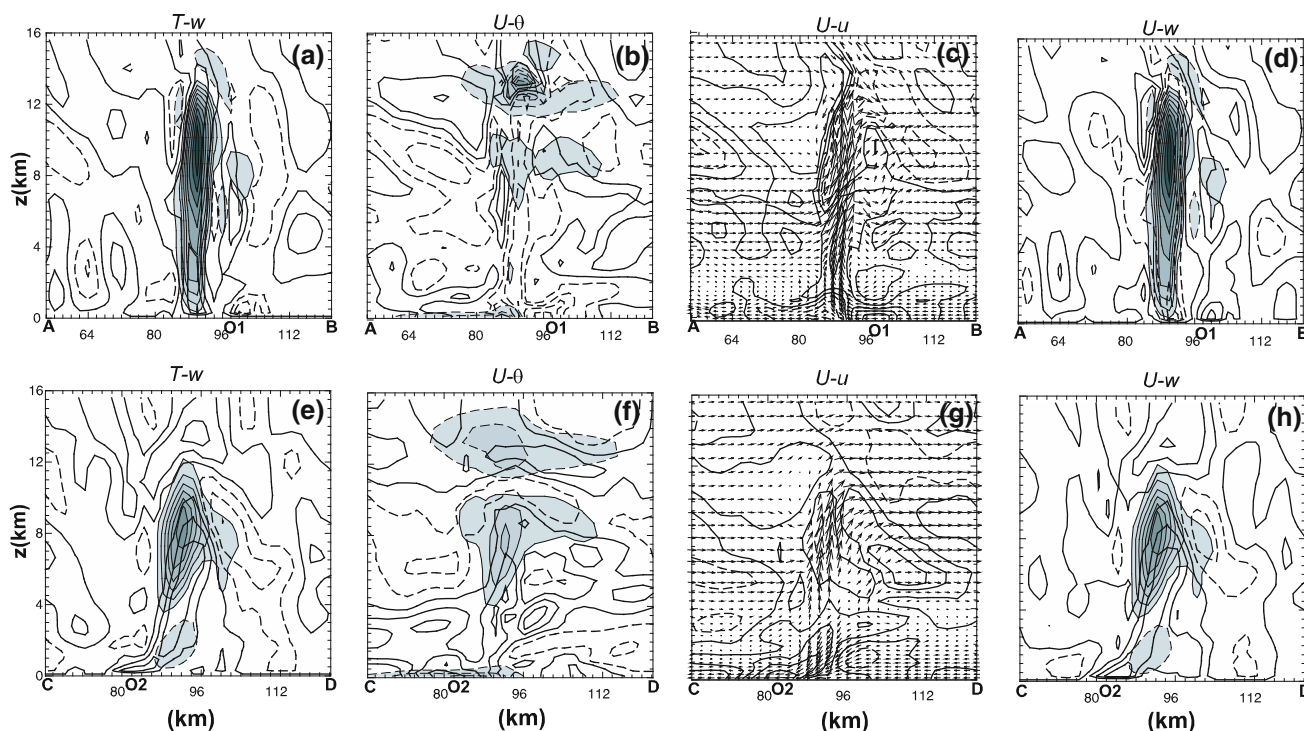 T-w U-θ U-u U-w
(a) (b) (c) (d)
z(km)
16
12
8
4
0
A 64 80 96 O1 112 B
A 64 80 96 O1 112 B
A 64 80 96 O1 112 B
A 64 80 96 O1 112 B
T-w U-θ U-u U-w
(e) (f) (g) (h)
z(km)
16
12
8
4
0
C 80 O2 96 112 D
C 80 O2 96 112 D
C 80 O2 96 112 D
C 80 O2 96 112 D
(km) (km) (km) (km)